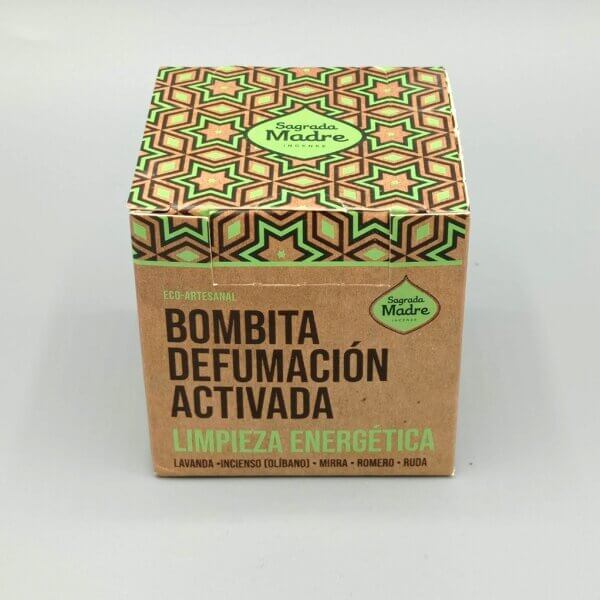 Sagrada
Madre
INCENSE
ECO-ARTESANAL
Sagrada
Madre
INCENSE
BOMBITA
DEFUMACIÓN
ACTIVADA
LIMPIEZA ENERGÉTICA
LAVANDA •INCIENSO (OLÍBANO) • MIRRA • ROMERO • RUDA